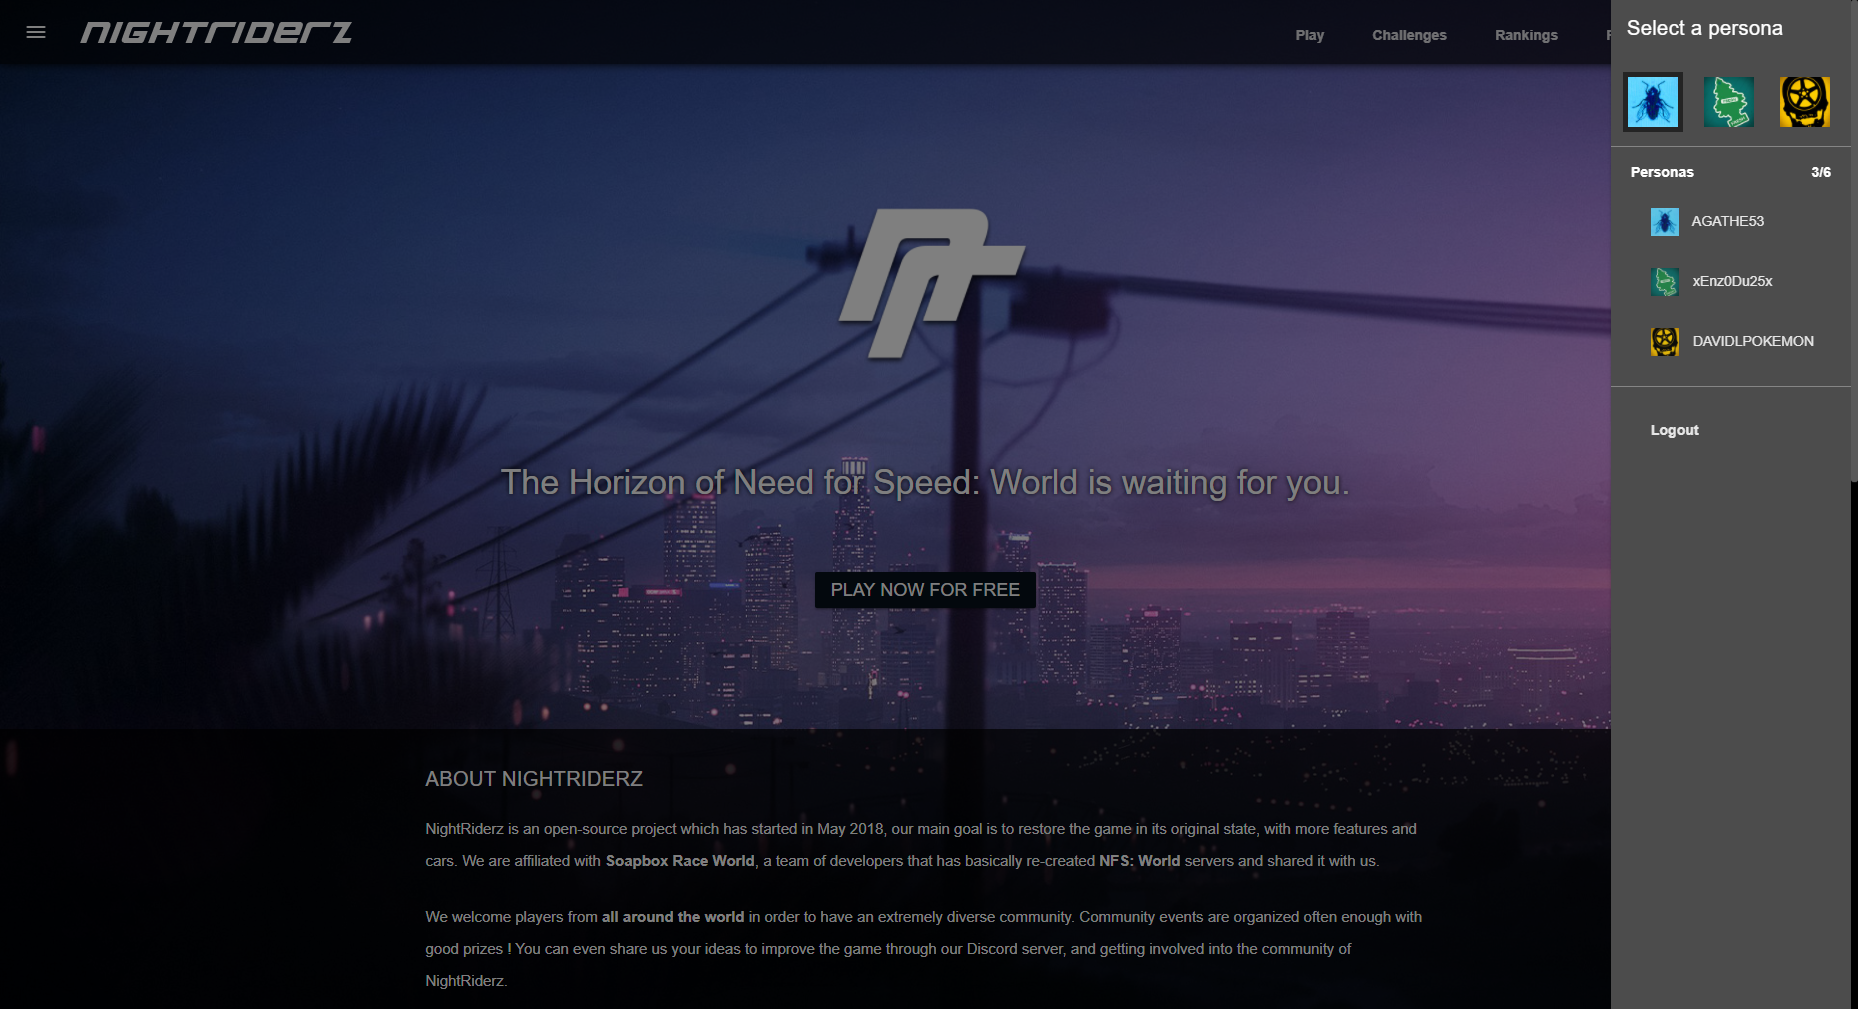 NIGHTRIDERZ
Play Challenges Rankings
Select a persona
Personas 3/6
AGATHE53
xEnz0Du25x
DAVIDLPOKEMON
Logout
The Horizon of Need for Speed: World is waiting for you.
PLAY NOW FOR FREE
ABOUT NIGHTRIDERZ
NightRiderz is an open-source project which has started in May 2018, our main goal is to restore the game in its original state, with more features and
cars. We are affiliated with Soapbox Race World, a team of developers that has basically re-created NFS: World servers and shared it with us.
We welcome players from all around the world in order to have an extremely diverse community. Community events are organized often enough with
good prizes ! You can even share us your ideas to improve the game through our Discord server, and getting involved into the community of
NightRiderz.